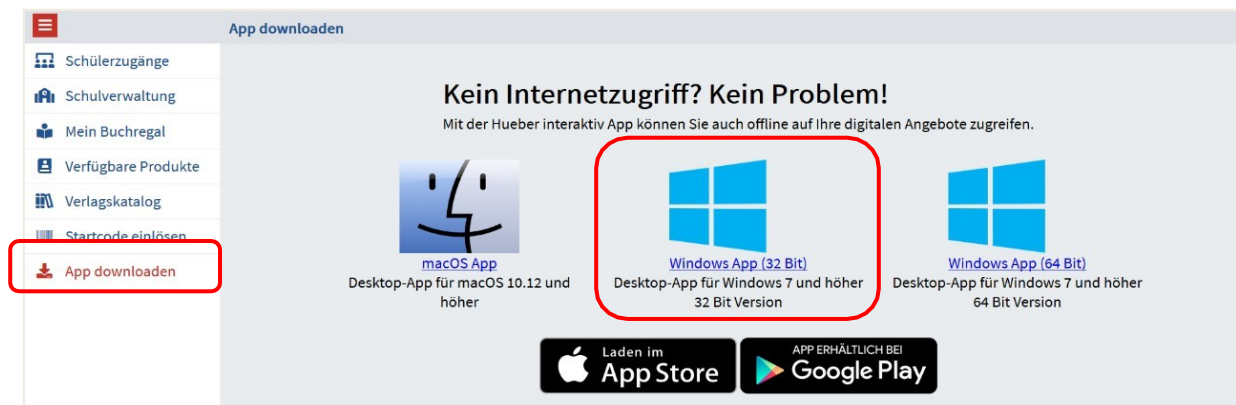 App downloaden
Schülerzugänge
Schulverwaltung
Mein Buchregal
Verfügbare Produkte
Verlagskatalog
Startcode einlösen
App downloaden
Kein Internetzugriff? Kein Problem!
Mit der Hueber interaktiv App können Sie auch offline auf Ihre digitalen Angebote zugreifen.
macOS App
Desktop-App für macOS 10.12 und
höher
Windows App (32 Bit)
Desktop-App für Windows 7 und höher
32 Bit Version
Windows App (64 Bit)
Desktop-App für Windows 7 und höher
64 Bit Version
Laden im
App Store
APP ERHÄLTLICH BEI
Google Play